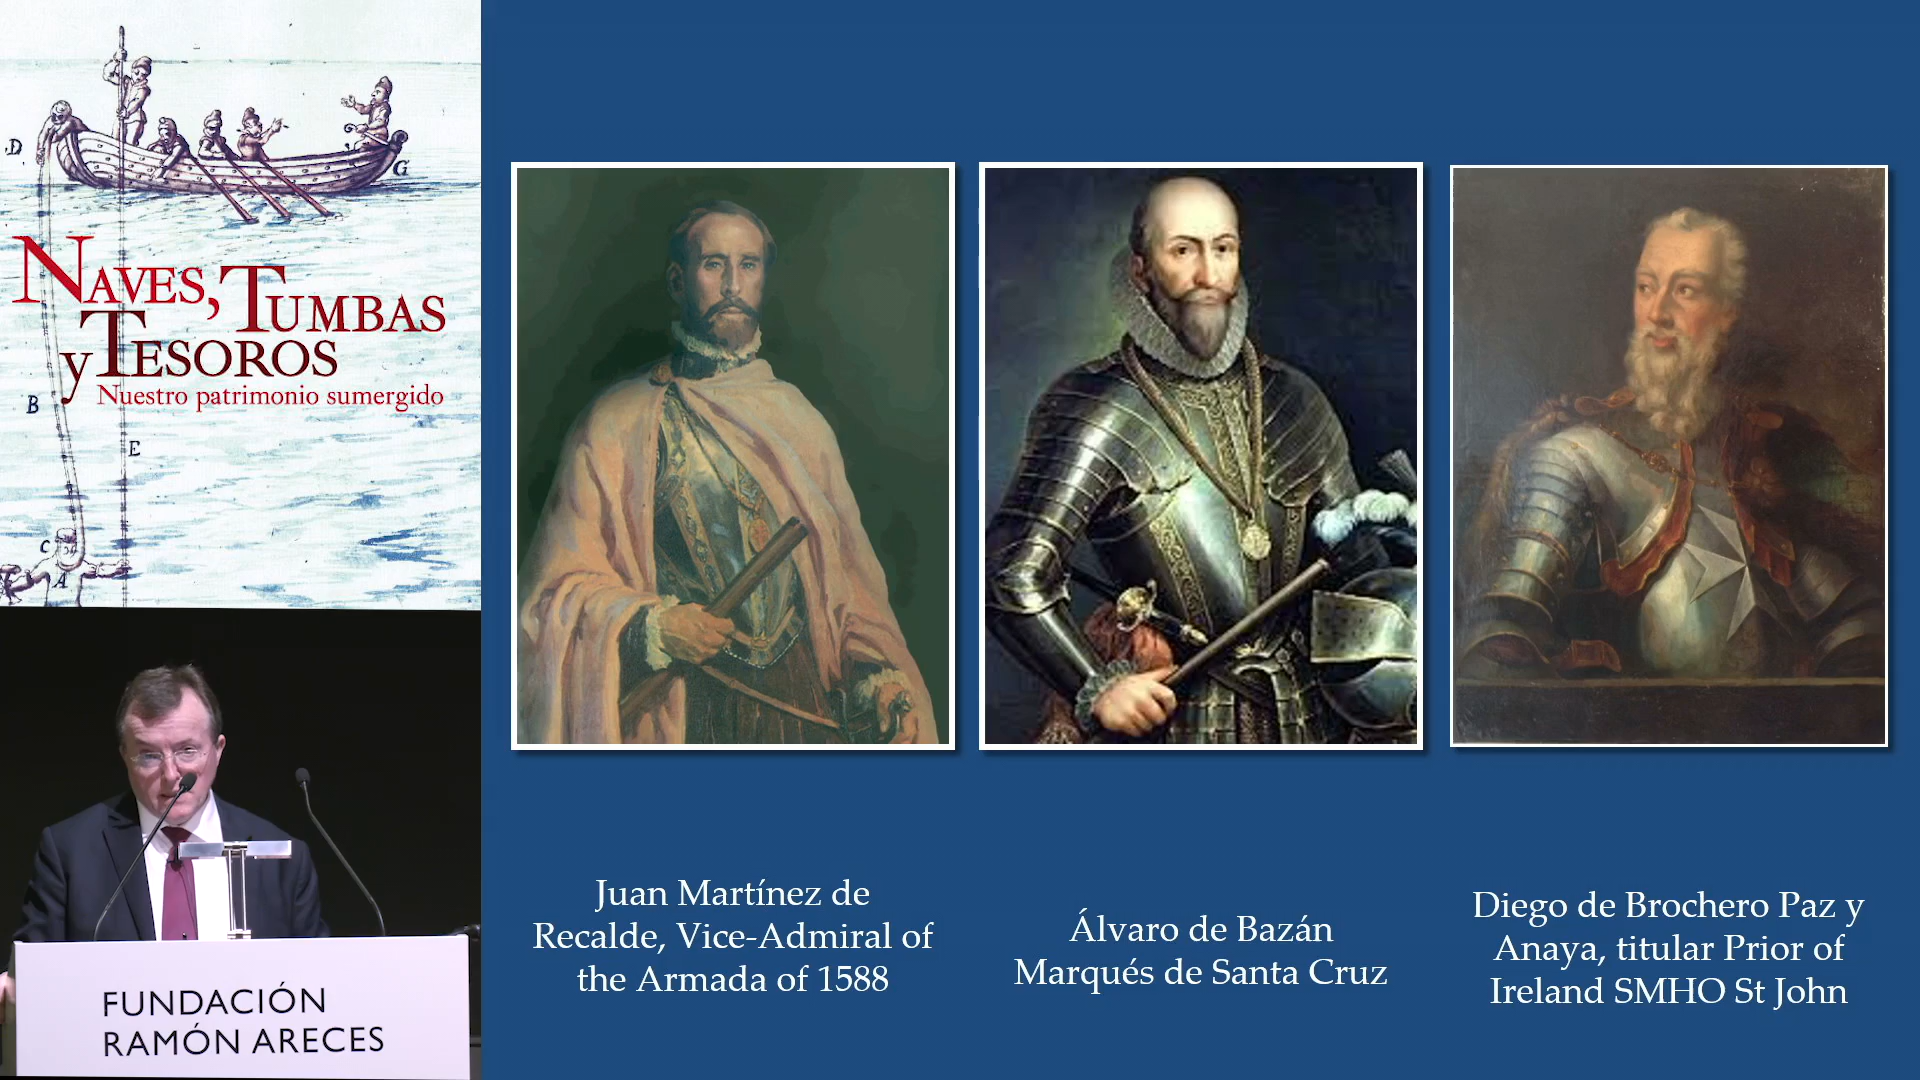 D
G
NAVES, TUMBAS
y TESOROS
Nuestro patrimonio sumergido
B
E
C
A
FUNDACIÓN
RAMÓN ARECES
Juan Martínez de
Recalde, Vice-Admiral of
the Armada of 1588
Álvaro de Bazán
Marqués de Santa Cruz
Diego de Brochero Paz y
Anaya, titular Prior of
Ireland SMHO St John